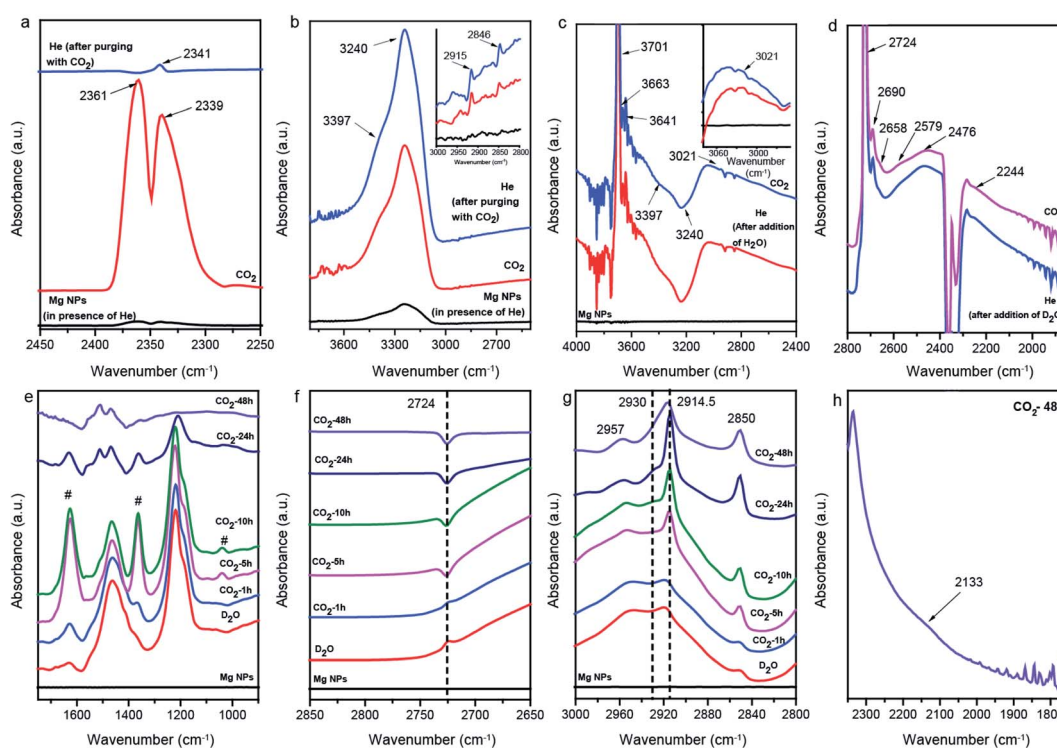 a
He (after purging
with CO2)
2341
2361
2339
CO2
Mg NPs
(in presence of He)
Absorbance (a.u.)
2450 2400 2350 2300 2250
Wavenumber (cm-1)
b
3240
3397
2915
2846
3000 2950 2900 2850 2800
Wavenumber (cm-1)
He
(after purging
with CO2)
CO2
Mg NPs
(in presence of He)
Absorbance (a.u.)
3600 3300 3000 2700
Wavenumber (cm-1)
c
3701
3663
3641
3021
3050 3000
Wavenumber
(cm-1)
3021
CO2
3397
3240
He
(After addition
of H2O)
Mg NPs
Absorbance (a.u.)
4000 3600 3200 2800 2400
Wavenumber (cm-1)
d
2724
2690
2658
2579
2476
2244
He
(after addition of D2O
Absorbance (a.u.)
2800 2600 2400 2200 2000
Wavenumber (cm-1)
e
CO2-48h
CO2-24h
# # #
CO2-10h
CO2-5h
CO2-1h
D2O
Mg NPs
Absorbance (a.u.)
1600 1400 1200 1000
Wavenumber (cm-1)
f
2724
CO2-48h
CO2-24h
CO2-10h
CO2-5h
CO2-1h
D2O
Mg NPs
Absorbance (a.u.)
2850 2800 2750 2700 2650
Wavenumber (cm-1)
g
2930
2914.5
2957
2850
CO2-48h
CO2-24h
CO2-10h
CO2-5h
CO2-1h
D2O
Mg NPs
Absorbance (a.u.)
3000 2960 2920 2880 2840 2800
Wavenumber (cm-1)
h
CO2- 48
2133
Absorbance (a.u.)
2300 2200 2100 2000 1900 1800
Wavenumber (cm-1)